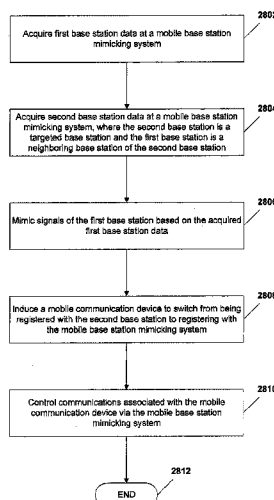 2802
Acquire first base station data at a mobile base station
mimicking system
2804
Acquire second base station data at a mobile base station
mimicking system, where the second base station is a
targeted base station and the first base station is a
neighboring base station of the second base station
2806
Mimic signals of the first base station based on the acquired
first base station data
2808
Induce a mobile communication device to switch from being
registered with the second base station to registering with
the mobile base station mimicking system
2810
Control communications associated with the mobile
communication device via the mobile base station
mimicking system
2812
END